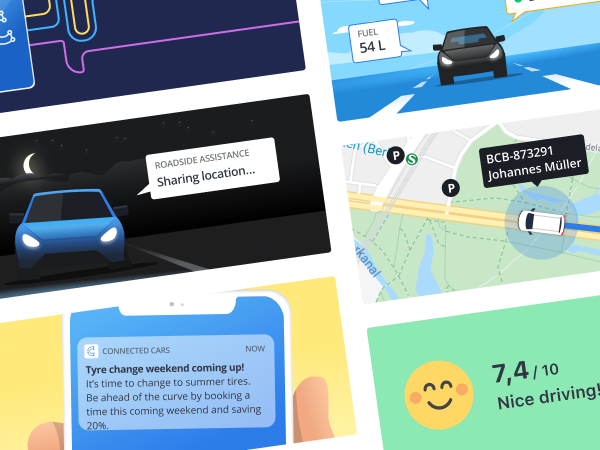 FUEL
54 L
ROADSIDE ASSISTANCE
Sharing location...
P
S
P
BCB-873291
Johannes Müller
CONNECTED CARS
NOW
Tyre change weekend coming up!
It's time to change to summer tires.
Be ahead of the curve by booking a
time this coming weekend and saving
20%.
7,4 / 10
Nice driving!